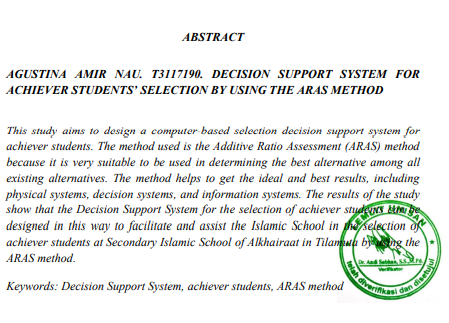 ABSTRACT
AGUSTINA AMIR NAU. T3117190. DECISION SUPPORT SYSTEM FOR
ACHIEVER STUDENTS' SELECTION BY USING THE ARAS METHOD
This study aims to design a computer-based selection decision support system for
achiever students. The method used is the Additive Ratio Assessment (ARAS) method
because it is very suitable to be used in determining the best alternative among all
existing alternatives. The method helps to get the ideal and best results, including
physical systems, decision systems, and information systems. The results of the study
show that the Decision Support System for the selection of achiever students can be
designed in this way to facilitate and assist the Islamic School in the selection of
achiever students at Secondary Islamic School of Alkhairaat in Tilamuta by using the
ARAS method.
Keywords: Decision Support System, achiever students, ARAS method
Verifikator
telah diverifikasi dan disetujui